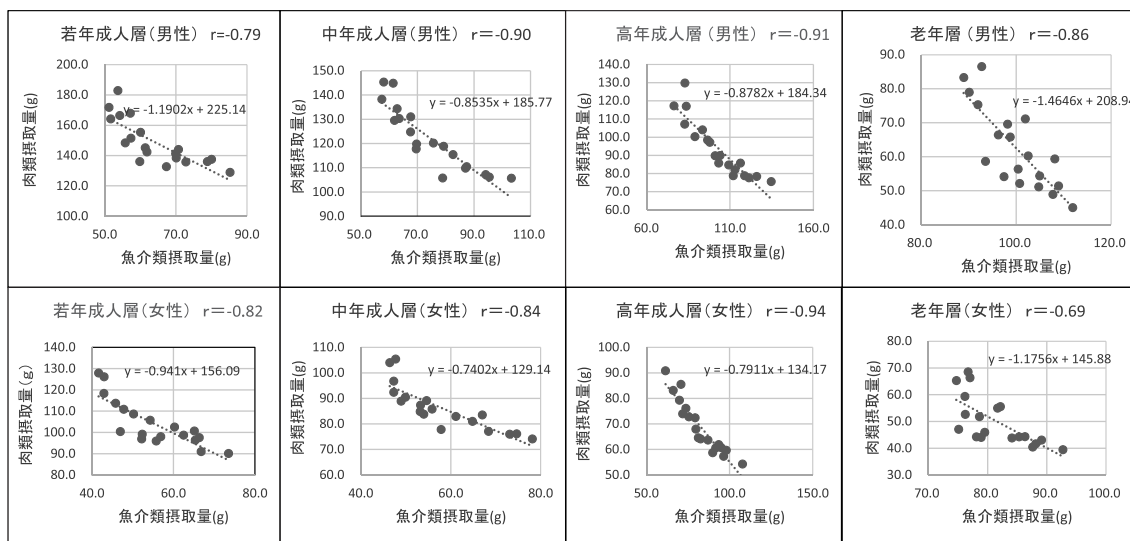 若年成人層(男性) r=-0.79
200.0
180.0
160.0
140.0
120.0
100.0
肉類摂取量(g)
y = -1.1902x + 225.14
50.0 70.0 90.0
魚介類摂取量(g)
中年成人層(男性) r＝-0.90
150.0
140.0
130.0
120.0
110.0
100.0
90.0
肉類摂取量(g)
y = -0.8535x + 185.77
50.0 70.0 90.0 110.0
魚介類摂取量(g)
高年成人層(男性) r＝-0.91
140.0
130.0
120.0
110.0
100.0
90.0
80.0
70.0
60.0
肉類摂取量(g)
y = -0.8782x + 184.34
60.0 110.0 160.0
魚介類摂取量(g)
老年層(男性) r＝-0.86
90.0
80.0
70.0
60.0
50.0
40.0
肉類摂取量(g)
y = -1.4646x + 208.94
80.0 100.0 120.0
魚介類摂取量(g)
若年成人層(女性) r＝-0.82
140.0
130.0
120.0
110.0
100.0
90.0
80.0
肉類摂取量(ｇ)
y = -0.941x + 156.09
40.0 60.0 80.0
魚介類摂取量(g)
中年成人層(女性) r＝-0.84
110.0
100.0
90.0
80.0
70.0
60.0
肉類摂取量(g)
y = -0.7402x + 129.14
40.0 60.0 80.0
魚介類摂取量(g)
高年成人層(女性) r＝-0.94
100.0
90.0
80.0
70.0
60.0
50.0
肉類摂取量(g)
y = -0.7911x + 134.17
50.0 100.0 150.0
魚介類摂取量(g)
老年層(女性) r＝-0.69
80.0
70.0
60.0
50.0
40.0
30.0
肉類摂取量(g)
y = -1.1756x + 145.88
70.0 80.0 90.0 100.0
魚介類摂取量(g)